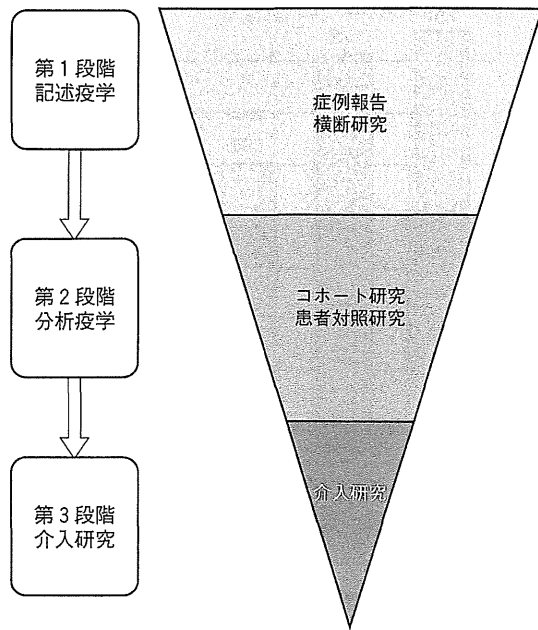 第1段階
記述疫学
症例報告
横断研究
第2段階
分析疫学
コホート研究
患者対照研究
第3段階
介入研究
介入研究